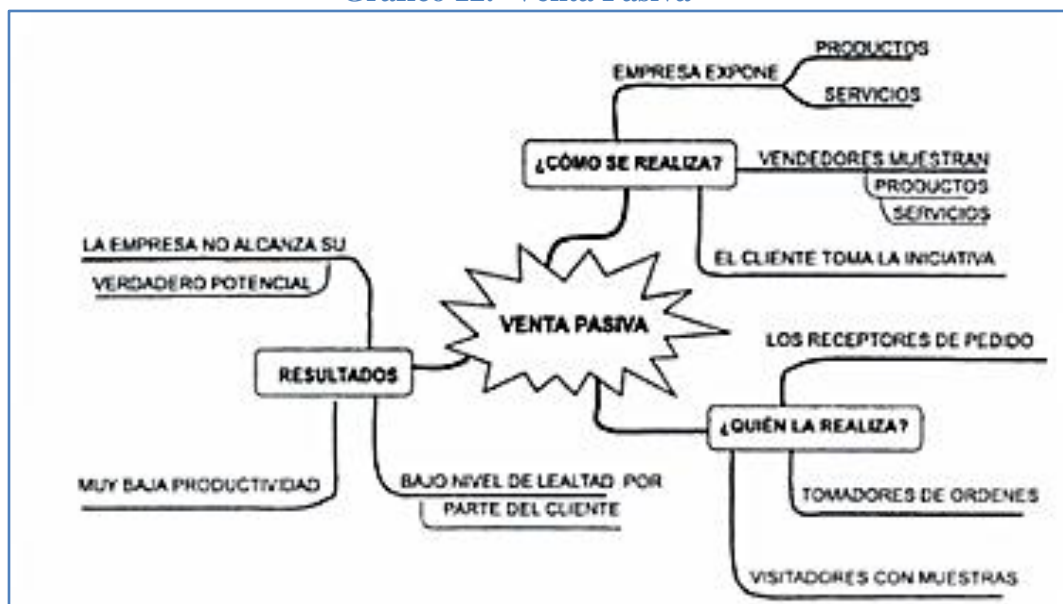 PRODUCTOS
EMPRESA EXPONE
SERVICIOS
¿CÓMO SE REALIZA?
VENDEDORES MUESTRAN
PRODUCTOS
SERVICIOS
EL CLIENTE TOMA LA INICIATIVA
LA EMPRESA NO ALCANZA SU
VERDADERO POTENCIAL
VENTA PASIVA
RESULTADOS
MUY BAJA PRODUCTIVIDAD
BAJO NIVEL DE LEALTAD POR
PARTE DEL CLIENTE
LOS RECEPTORES DE PEDIDO
¿QUIÉN LA REALIZA?
TOMADORES DE ORDENES
VISITADORES CON MUESTRAS